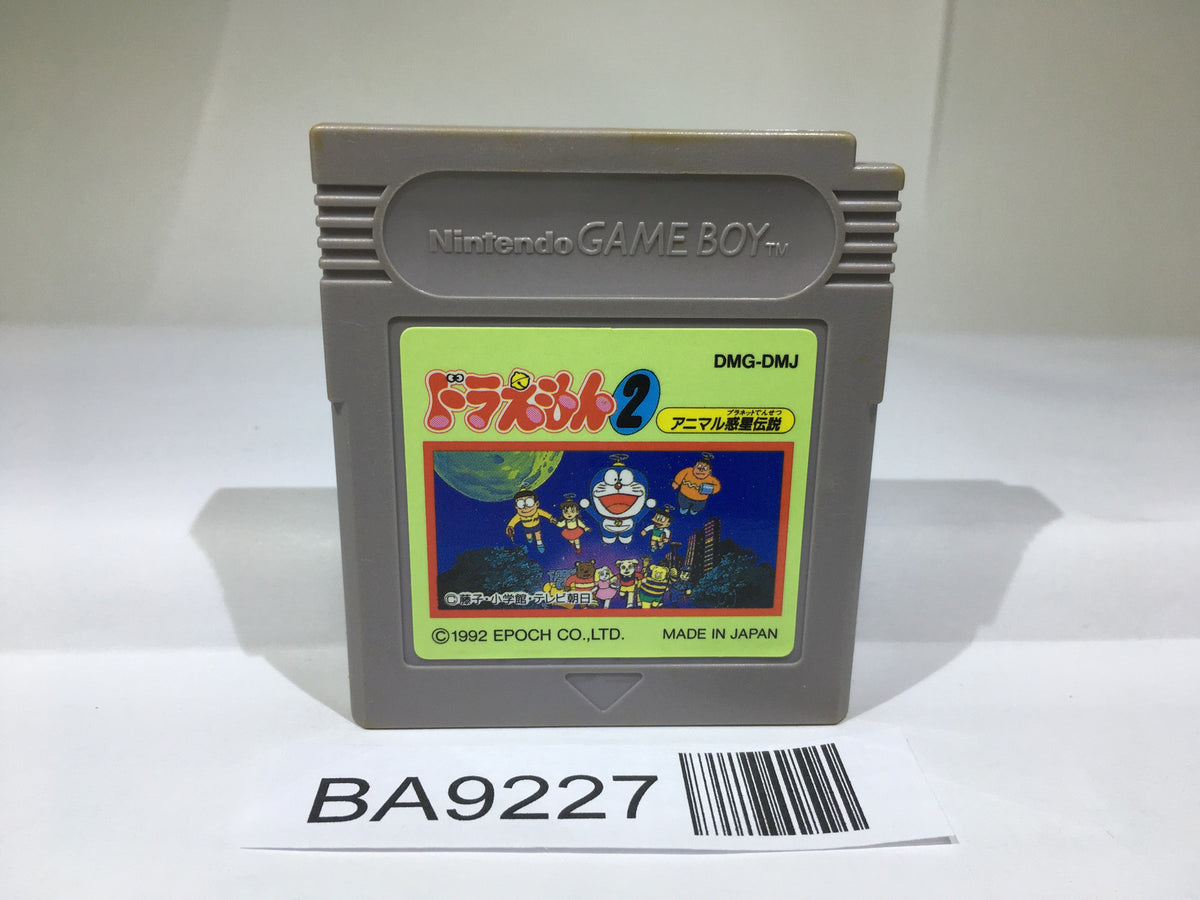 Nintendo GAME BOY TM
DMG-DMJ
ドラえもん2
プラネットでんせつ
アニマル惑星伝説
©藤子・小学館・テレビ朝日
©1992 EPOCH CO.,LTD.
MADE IN JAPAN
BA9227